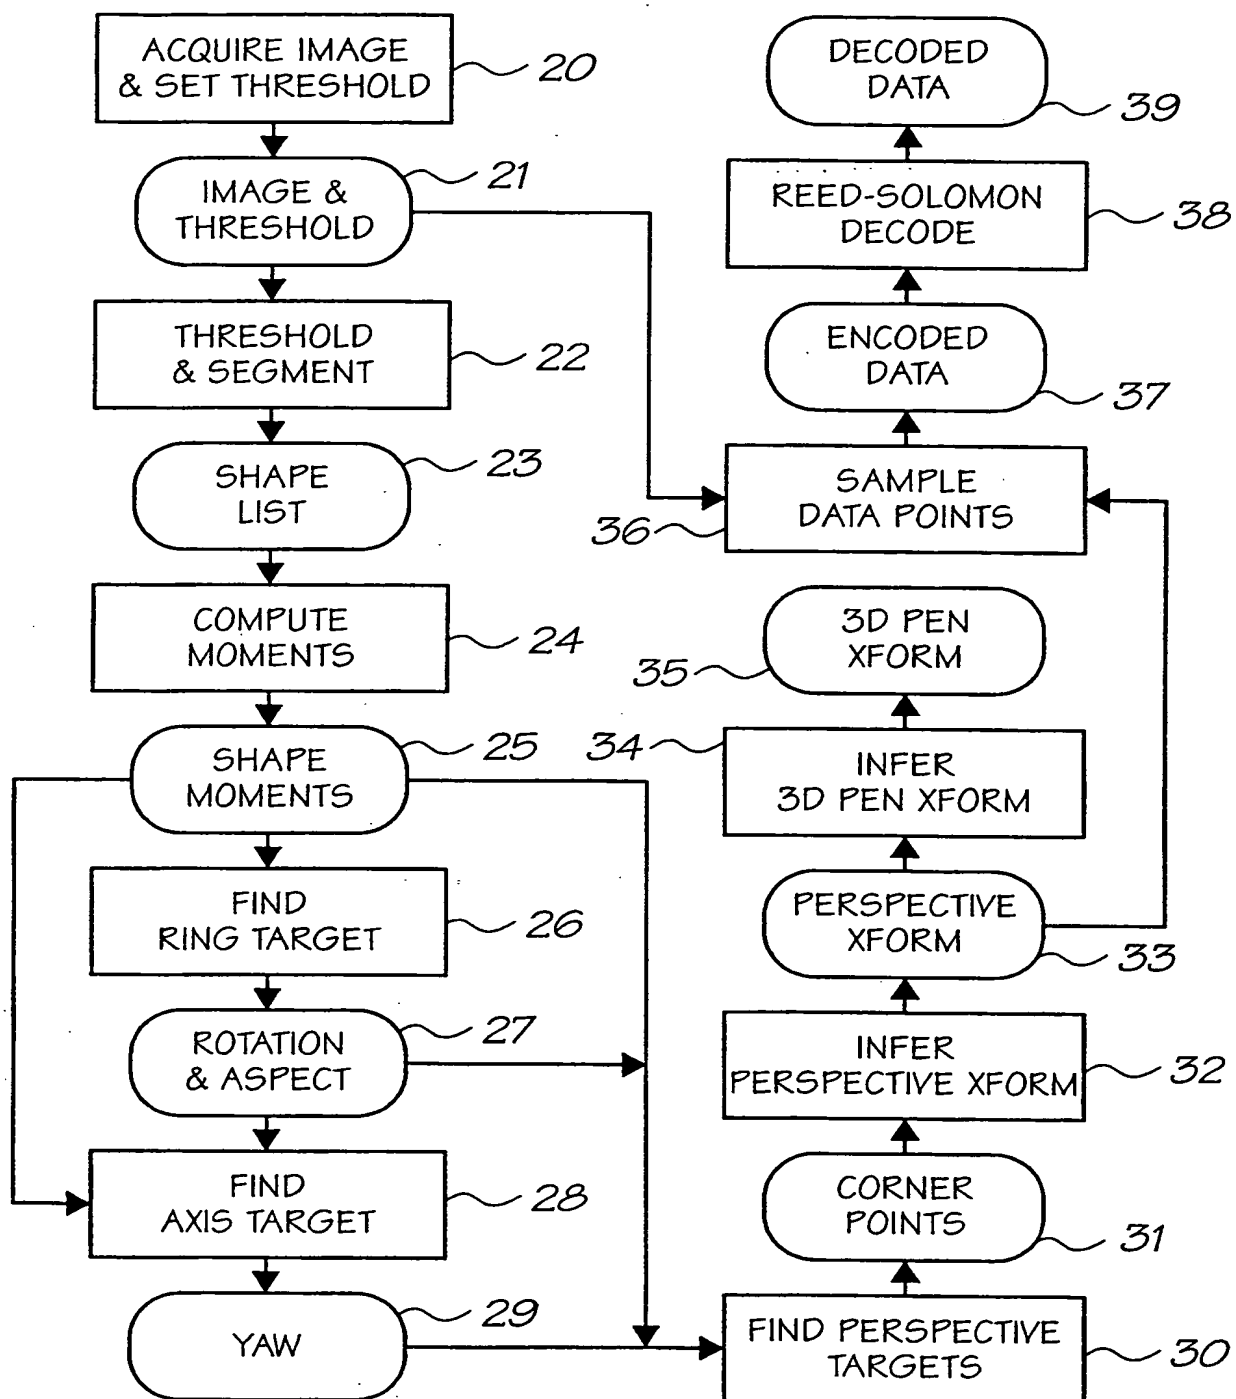 ACQUIRE IMAGE
& SET THRESHOLD
20
IMAGE &
THRESHOLD
21
THRESHOLD
& SEGMENT
22
SHAPE
LIST
23
COMPUTE
MOMENTS
24
SHAPE
MOMENTS
25
FIND
RING TARGET
26
ROTATION
& ASPECT
27
FIND
AXIS TARGET
28
YAW
29
DECODED
DATA
39
REED-SOLOMON
DECODE
38
ENCODED
DATA
37
SAMPLE
DATA POINTS
36
3D PEN
XFORM
35
INFER
3D PEN XFORM
34
PERSPECTIVE
XFORM
33
INFER
PERSPECTIVE XFORM
32
CORNER
POINTS
31
FIND PERSPECTIVE
TARGETS
30